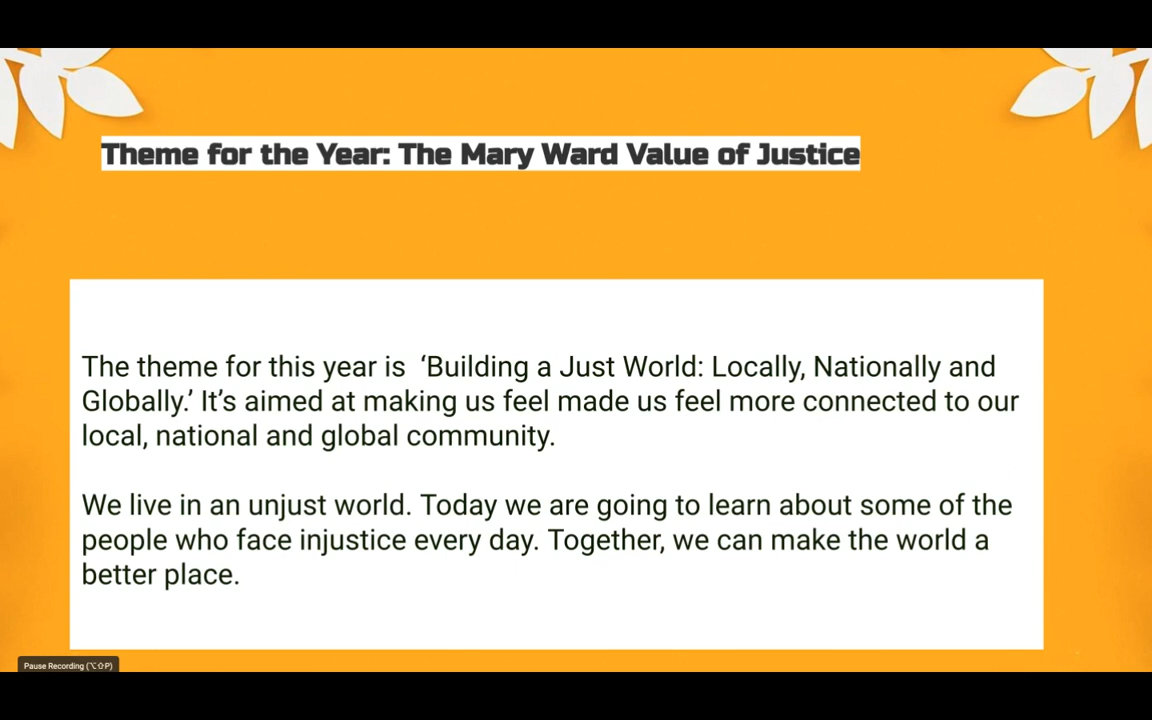 Theme for the Year: The Mary Ward Value of Justice
The theme for this year is  ‘Building a Just World: Locally, Nationally and
Globally.’ It’s aimed at making us feel made us feel more connected to our
local, national and global community.
We live in an unjust world. Today we are going to learn about some of the
people who face injustice every day. Together, we can make the world a
better place.
Pause Recording (⌥⇧P)